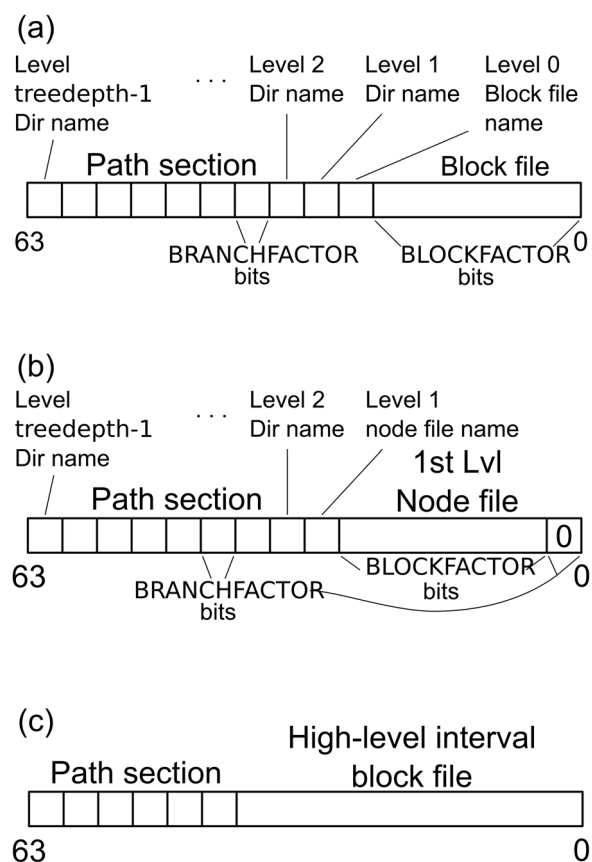 (a)
Level
treedepth-1
Dir name
. . .
Level 2
Dir name
Level 1
Dir name
Level 0
Block file
name
Path section
Block file
63
0
BRANCHFACTOR
bits
BLOCKFACTOR
bits
(b)
Level
treedepth-1
Dir name
. . .
Level 2
Dir name
Level 1
node file name
1st Lvl
Node file
Path section
0
63
0
BRANCHFACTOR
bits
BLOCKFACTOR
bits
(c)
High-level interval
block file
Path section
63
0